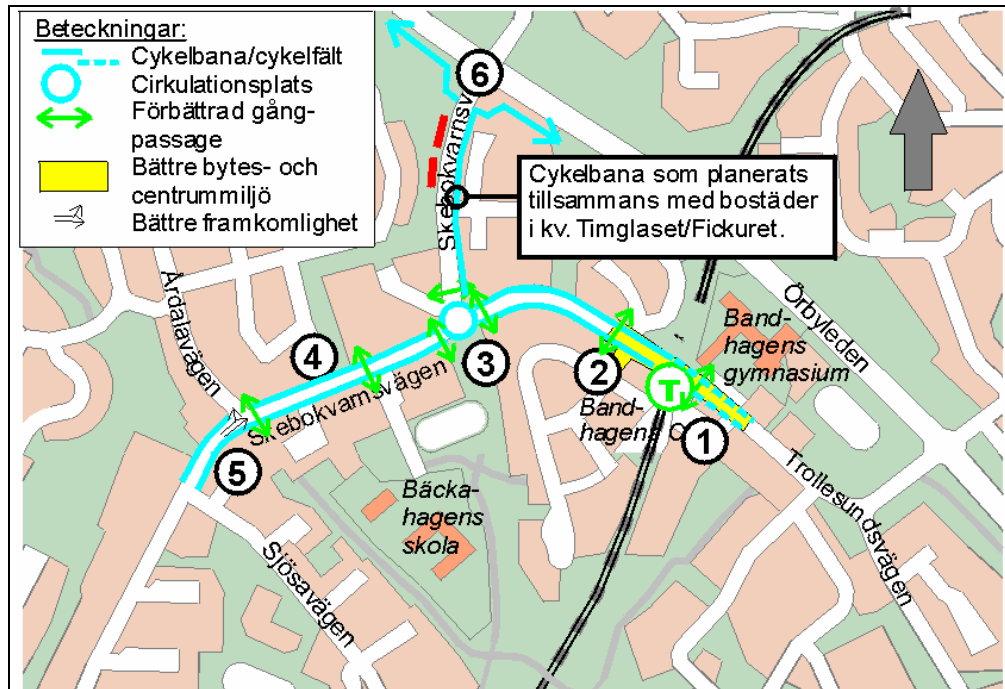 Beteckningar:
Cykelbana/cykelfält
Cirkulationsplats
Förbättrad gång-
passage
Bättre bytes- och
centrummiljö
Bättre framkomlighet
6
Skebokvarnsv
Cykelbana som planerats
tillsammans med bostäder
i kv. Timglaset/Fickuret.
Årdalavägen
Örbyleden
Band-
hagens
gymnasium
4
3
2
T
Band-
hagens C
1
Skebokvarnsvägen
5
Bäcka-
hagens
skola
Trollesundsvägen
Sjösavägen